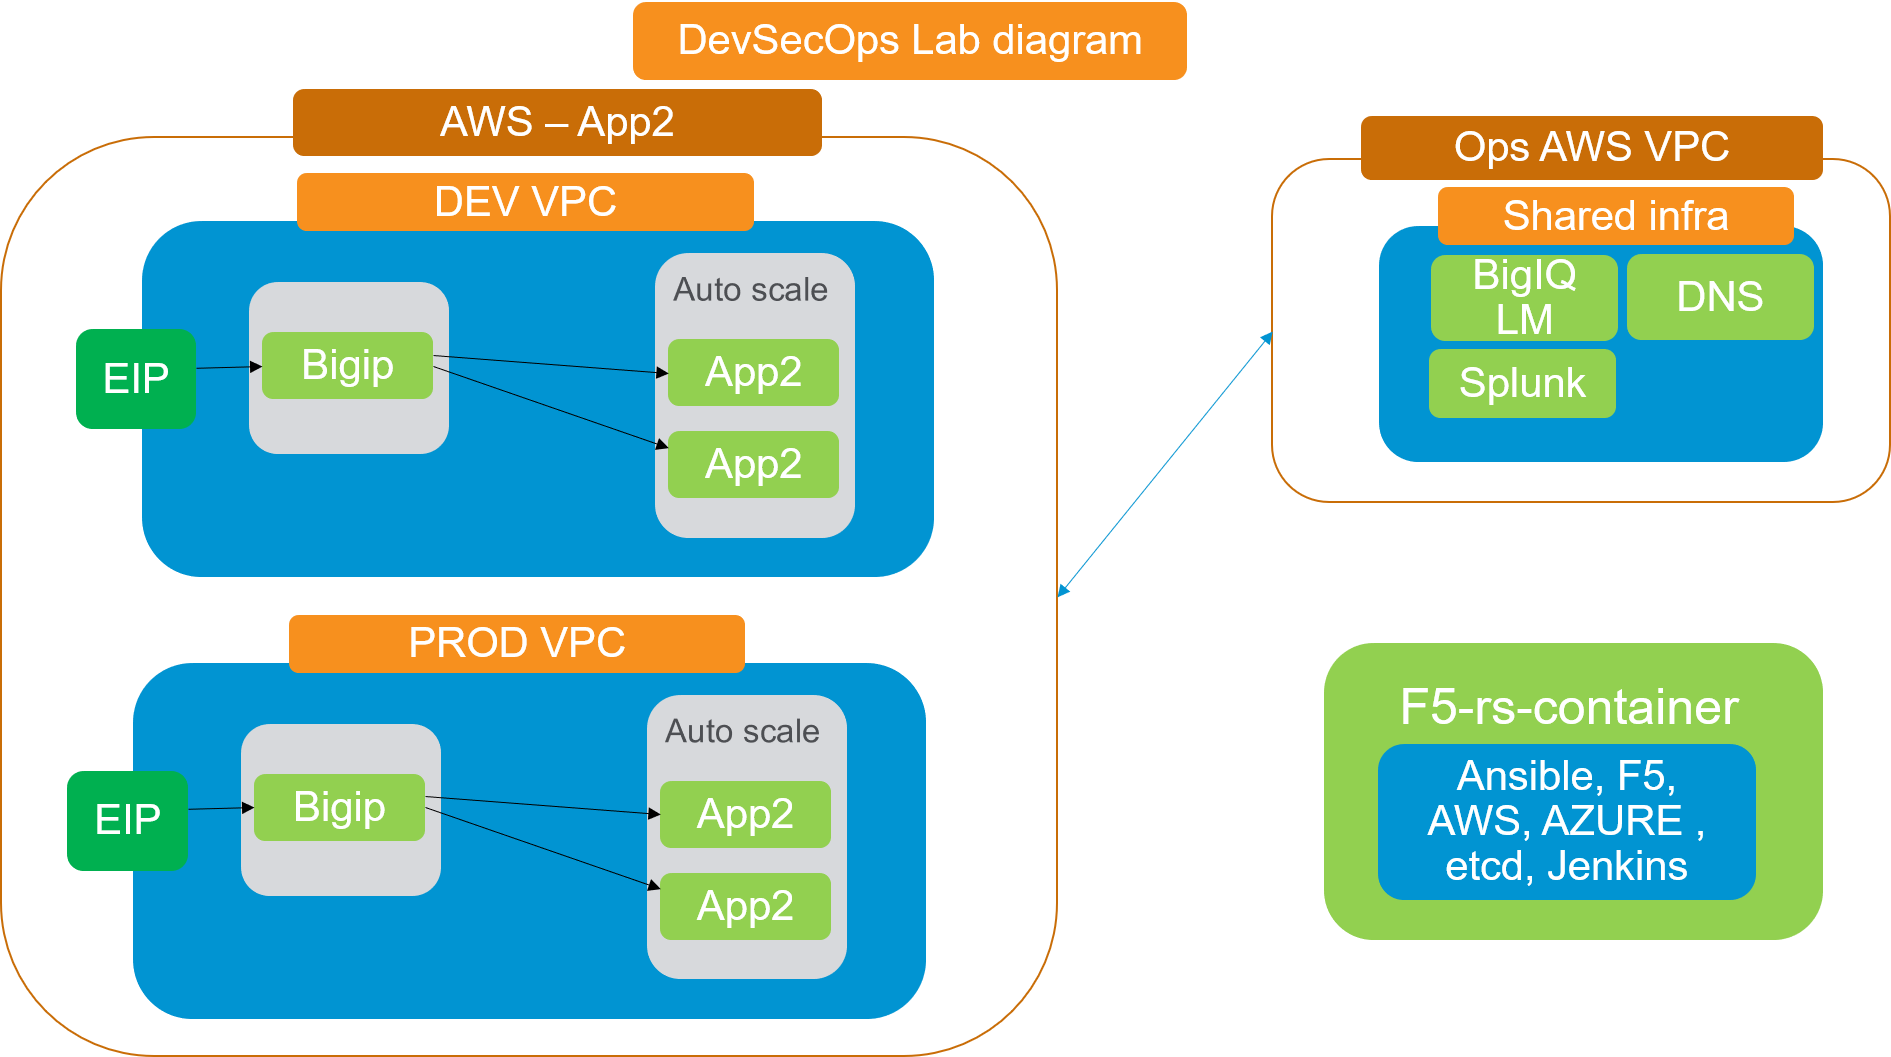 DevSecOps Lab diagram
AWS – App2
DEV VPC
EIP
Bigip
Auto scale
App2
App2
PROD VPC
EIP
Bigip
Auto scale
App2
App2
Ops AWS VPC
Shared infra
BigIQ
LM
DNS
Splunk
F5-rs-container
Ansible, F5,
AWS, AZURE ,
etcd, Jenkins